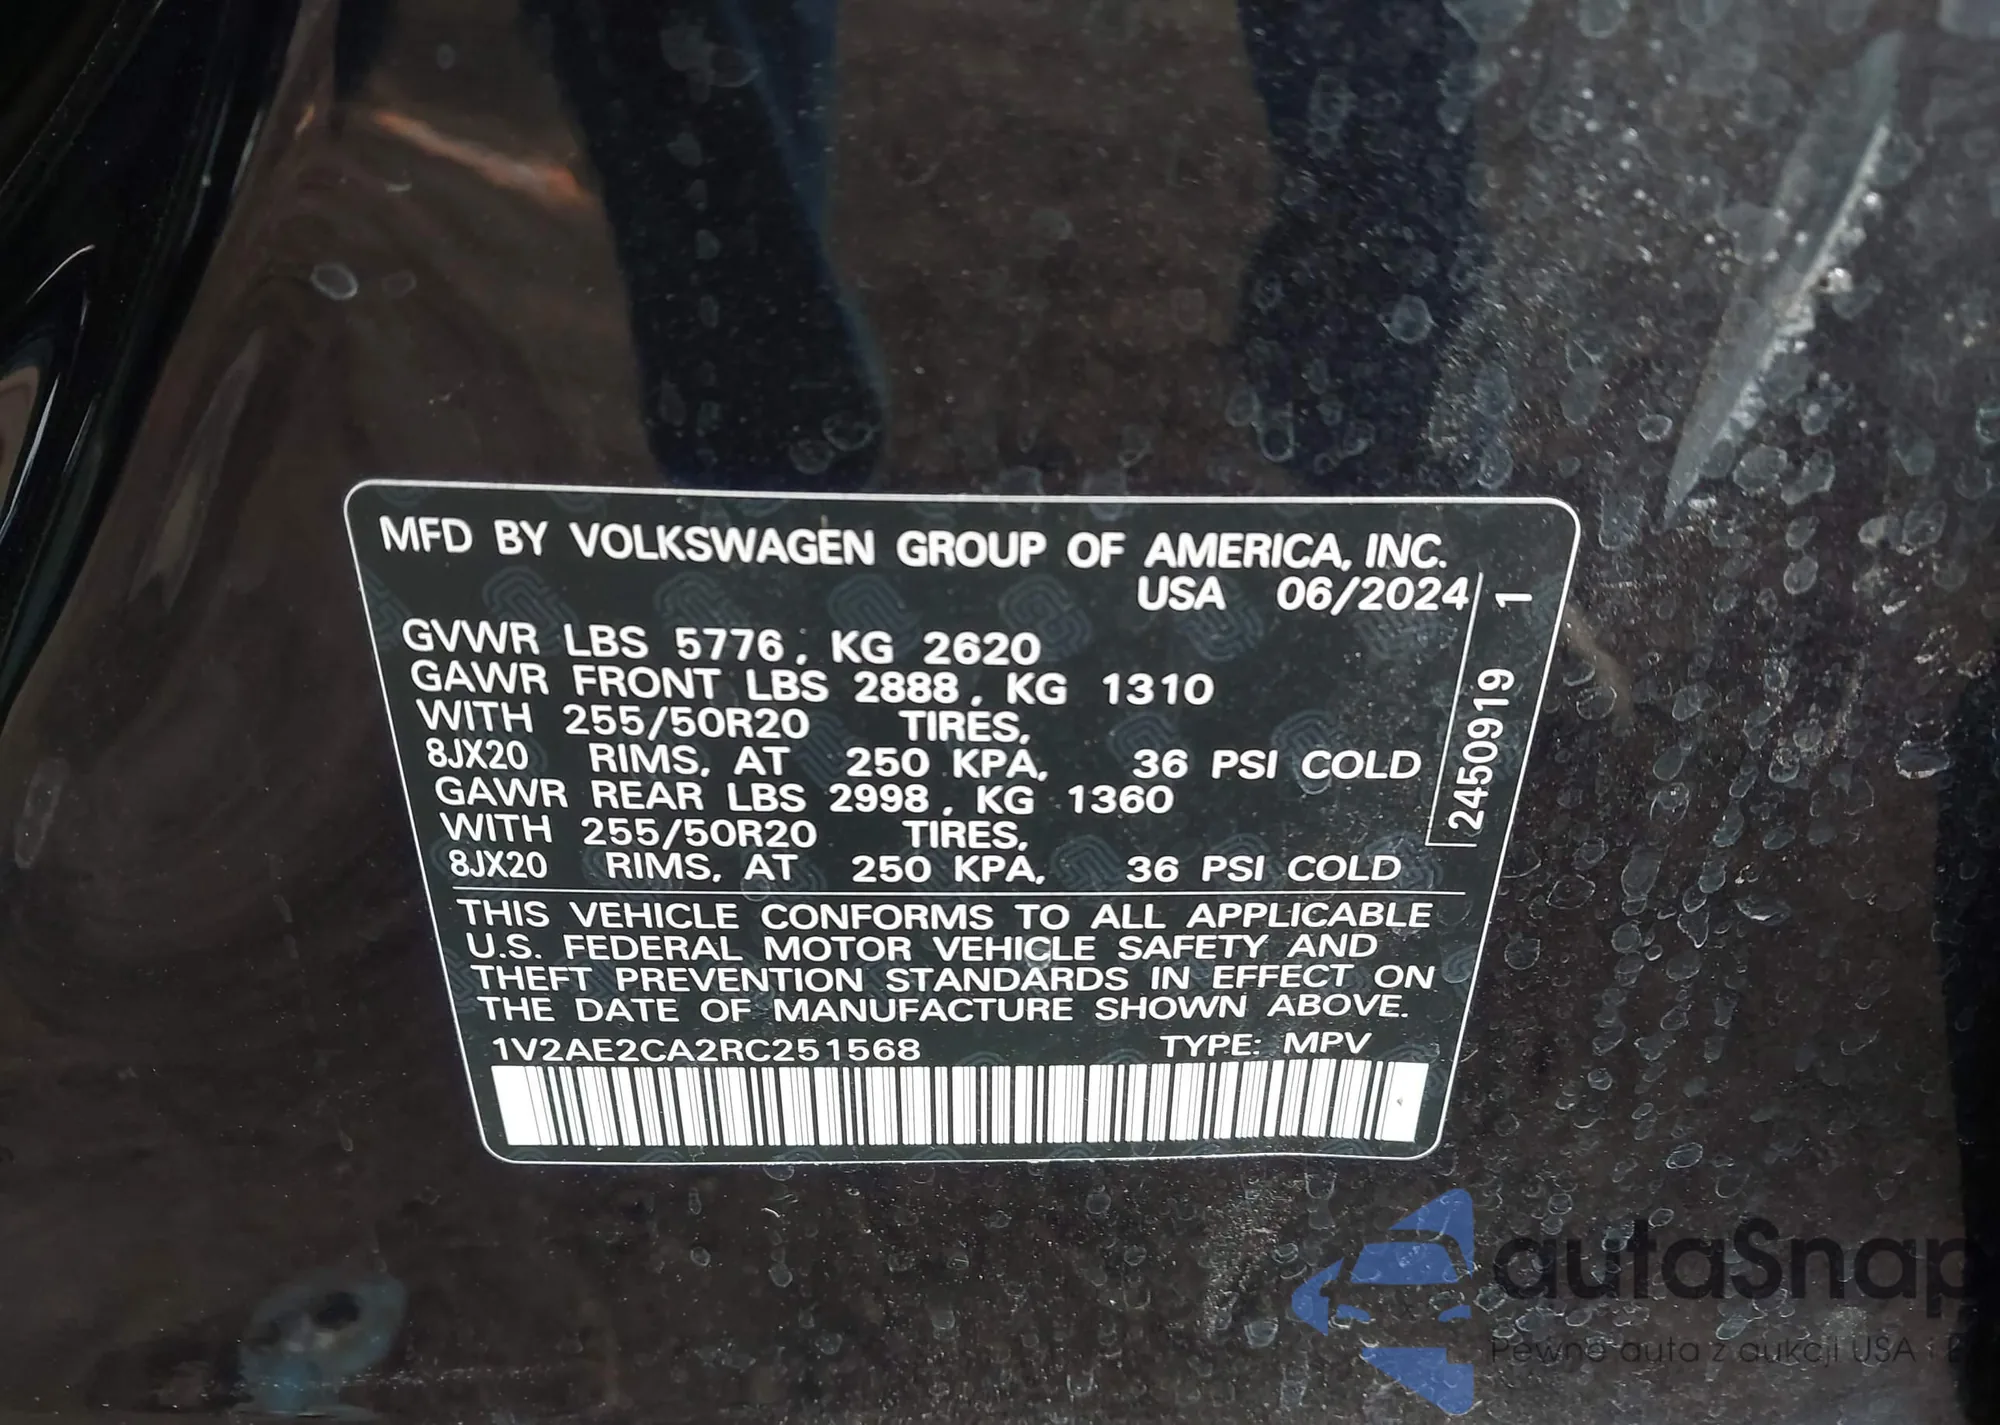 MFD BY VOLKSWAGEN GROUP OF AMERICA, INC.
USA 06/2024
GVWR LBS 5776, KG 2620
GAWR FRONT LBS 2888, KG 1310
WITH 255/50R20 TIRES,
8JX20 RIMS, AT 250 KPA, 36 PSI COLD
GAWR REAR LBS 2998, KG 1360
WITH 255/50R20 TIRES,
8JX20 RIMS, AT 250 KPA, 36 PSI COLD
2450919 1
THIS VEHICLE CONFORMS TO ALL APPLICABLE
U.S. FEDERAL MOTOR VEHICLE SAFETY AND
THEFT PREVENTION STANDARDS IN EFFECT ON
THE DATE OF MANUFACTURE SHOWN ABOVE.
1V2AE2CA2RC251568 TYPE: MPV
autaSnap
Pewne auta z aukcji USA i